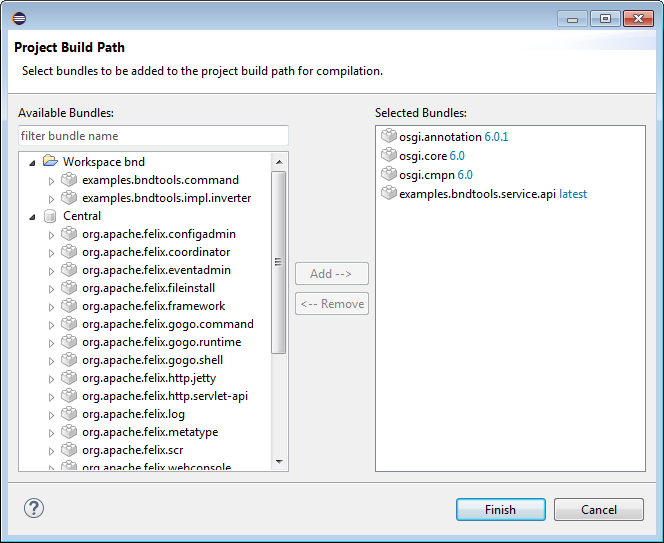 Project Build Path
Select bundles to be added to the project build path for compilation.
Available Bundles:
filter bundle name
Workspace bnd
examples.bndtools.command
examples.bndtools.impl.inverter
Central
org.apache.felix.configadmin
org.apache.felix.coordinator
org.apache.felix.eventadmin
org.apache.felix.fileinstall
org.apache.felix.framework
org.apache.felix.gogo.command
org.apache.felix.gogo.runtime
org.apache.felix.gogo.shell
org.apache.felix.http.jetty
org.apache.felix.http.servlet-api
org.apache.felix.log
org.apache.felix.metatype
org.apache.felix.scr
org.apache.felix.webconsole
Add -->
<-- Remove
Selected Bundles:
osgi.annotation 6.0.1
osgi.core 6.0
osgi.cmpn 6.0
examples.bndtools.service.api latest
?
Finish
Cancel